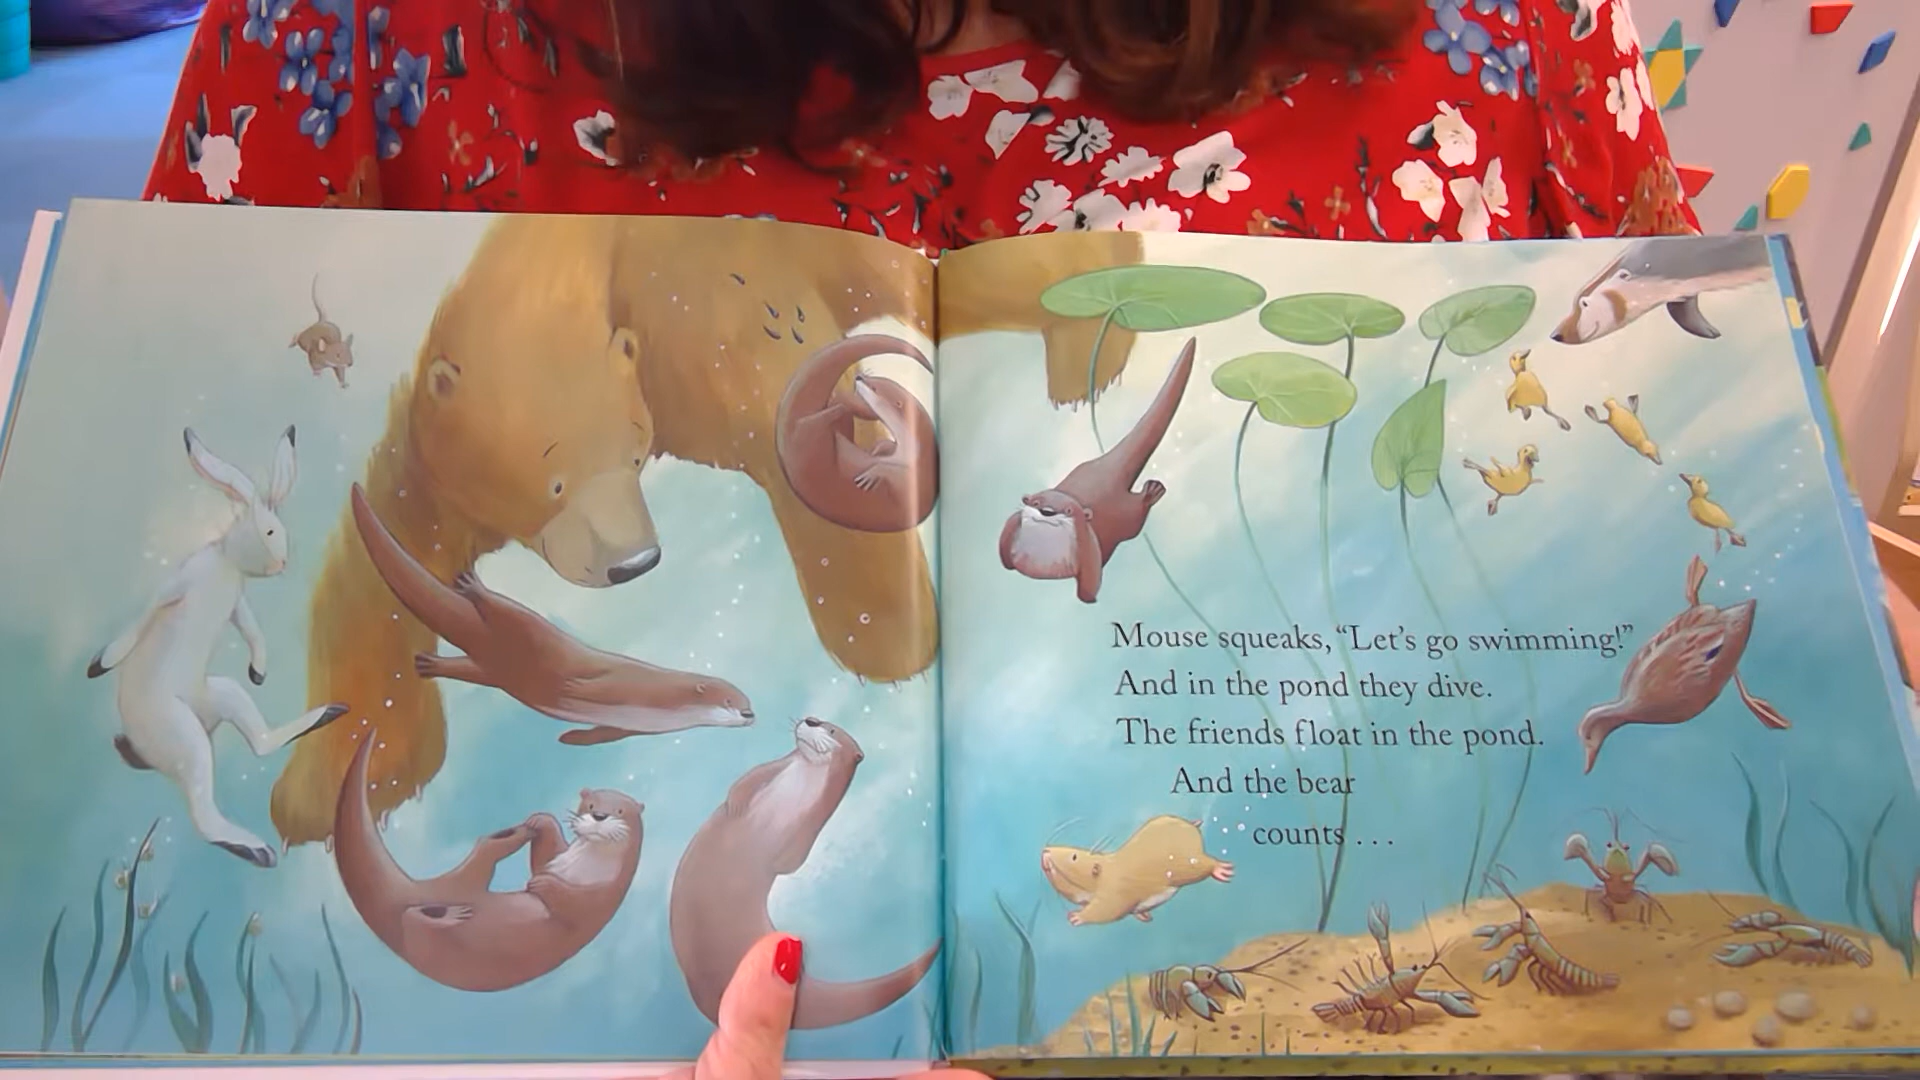 Mouse squeaks, “Let’s go swimming!”
And in the pond they dive.
The friends float in the pond.
And the bear
counts . . .